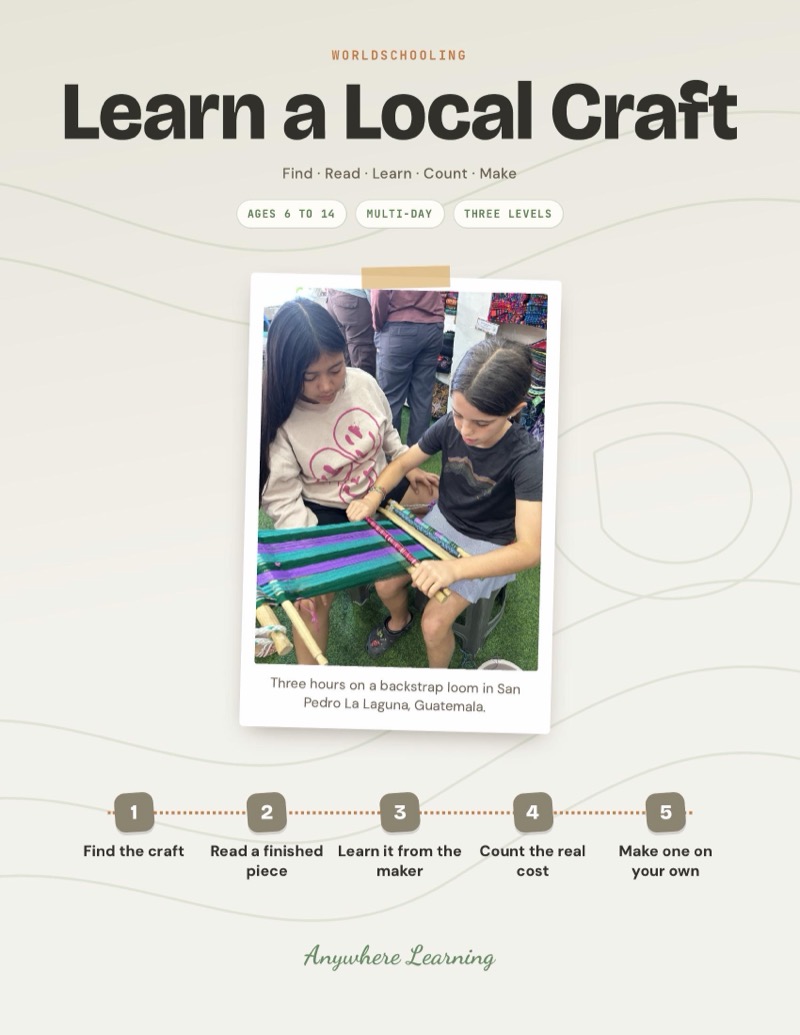 WORLDSCHOOLING
Learn a Local Craft
Find · Read · Learn · Count · Make
AGES 6 TO 14
MULTI-DAY
THREE LEVELS
Three hours on a backstrap loom in San
Pedro La Laguna, Guatemala.
1
Find the craft
2
Read a finished
piece
3
Learn it from the
maker
4
Count the real
cost
5
Make one on
your own
Anywhere Learning